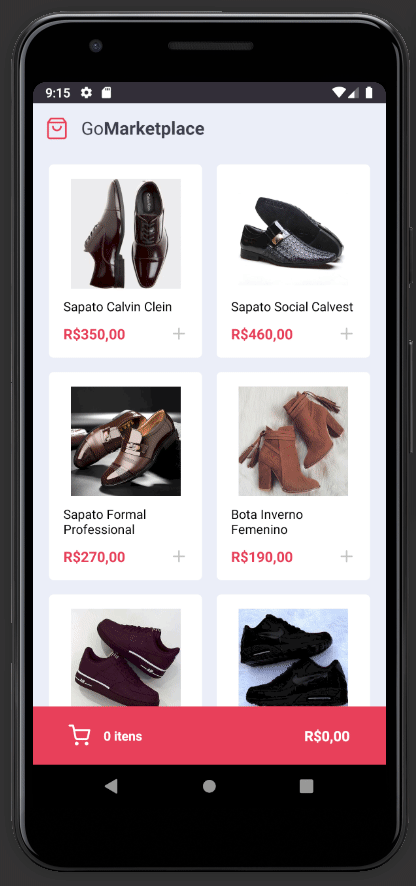 9:15
GoMarketplace
Sapato Calvin Clein
R$350,00
Sapato Social Calvest
R$460,00
Sapato Formal
Professional
R$270,00
Bota Inverno
Femenino
R$190,00
0 itens
R$0,00